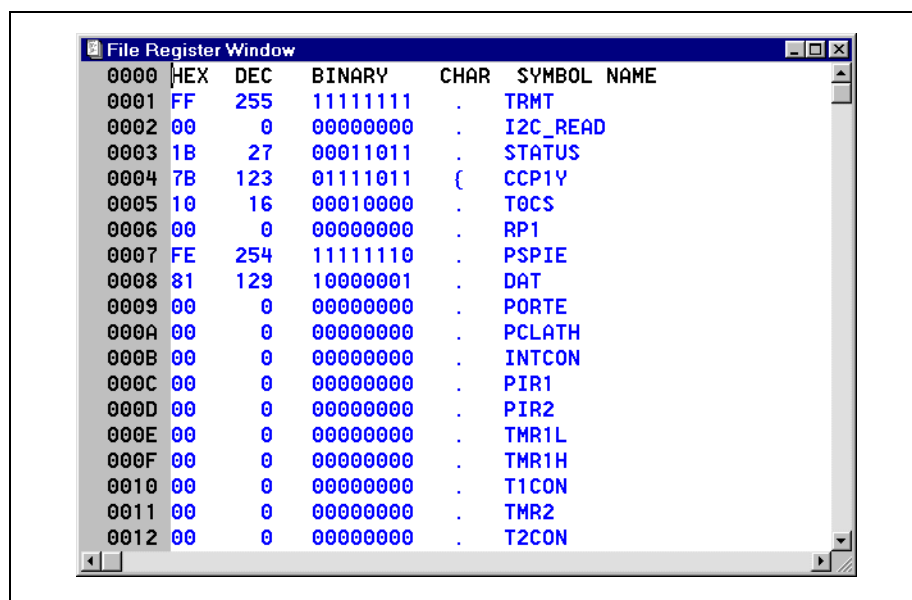 File Register Window
0000 HEX DEC BINARY CHAR SYMBOL NAME
0001 FF 255 11111111 . TRMT
0002 00 0 00000000 . I2C_READ
0003 1B 27 00011011 . STATUS
0004 7B 123 01111011 { CCP1Y
0005 10 16 00010000 . T0CS
0006 00 0 00000000 . RP1
0007 FE 254 11111110 . PSPIE
0008 81 129 10000001 . DAT
0009 00 0 00000000 . PORTE
000A 00 0 00000000 . PCLATH
000B 00 0 00000000 . INTCON
000C 00 0 00000000 . PIR1
000D 00 0 00000000 . PIR2
000E 00 0 00000000 . TMR1L
000F 00 0 00000000 . TMR1H
0010 00 0 00000000 . T1CON
0011 00 0 00000000 . TMR2
0012 00 0 00000000 . T2CON